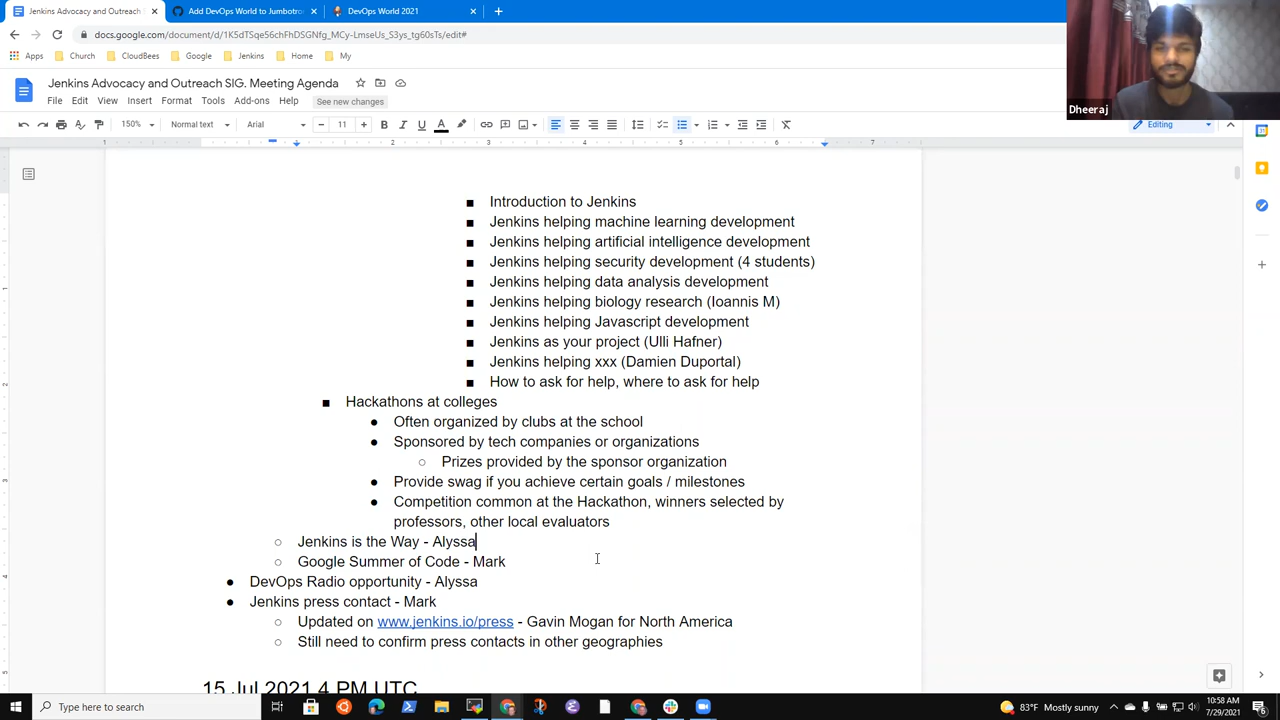 Jenkins Advocacy and Outreach S
Add DevOps World to Jumbotro
DevOps World 2021
docs.google.com/document/d/1K5dTSqe56chFhDSGNfg_MCy-LmseUs_S3ys_tg60sTs/edit#
Apps Church CloudBees Google Jenkins Home My
Jenkins Advocacy and Outreach SIG. Meeting Agenda
File Edit View Insert Format Tools Add-ons Help See new changes
150% Normal text Arial 11 Editing
Dheeraj
1 2 3 4 5 6 7
Introduction to Jenkins
Jenkins helping machine learning development
Jenkins helping artificial intelligence development
Jenkins helping security development (4 students)
Jenkins helping data analysis development
Jenkins helping biology research (Ioannis M)
Jenkins helping Javascript development
Jenkins as your project (Ulli Hafner)
Jenkins helping xxx (Damien Duportal)
How to ask for help, where to ask for help
Hackathons at colleges
Often organized by clubs at the school
Sponsored by tech companies or organizations
Prizes provided by the sponsor organization
Provide swag if you achieve certain goals / milestones
Competition common at the Hackathon, winners selected by
professors, other local evaluators
Jenkins is the Way - Alyssa
Google Summer of Code - Mark
DevOps Radio opportunity - Alyssa
Jenkins press contact - Mark
Updated on www.jenkins.io/press - Gavin Mogan for North America
Still need to confirm press contacts in other geographies
15 Jul 2021 4 PM UTC
Type here to search
83°F Mostly sunny
10:58 AM
7/29/2021